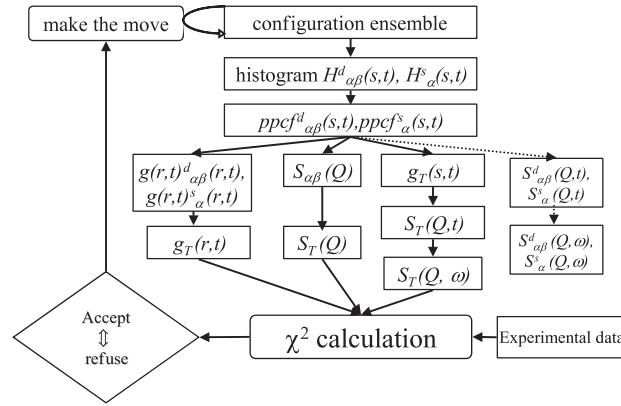 make the move
configuration ensemble
histogram H^d_αβ(s,t), H^s_α(s,t)
ppcf^d_αβ(s,t),ppcf^s_α(s,t)
g(r,t)^d_αβ(r,t),
g(r,t)^s_α(r,t)
S_αβ(Q)
g_T(s,t)
S^d_αβ(Q,t),
S^s_α(Q,t)
g_T(r,t)
S_T(Q)
S_T(Q,t)
S^d_αβ(Q,ω),
S^s_α(Q,ω)
S_T(Q, ω)
Accept
⇕
refuse
χ² calculation
Experimental data